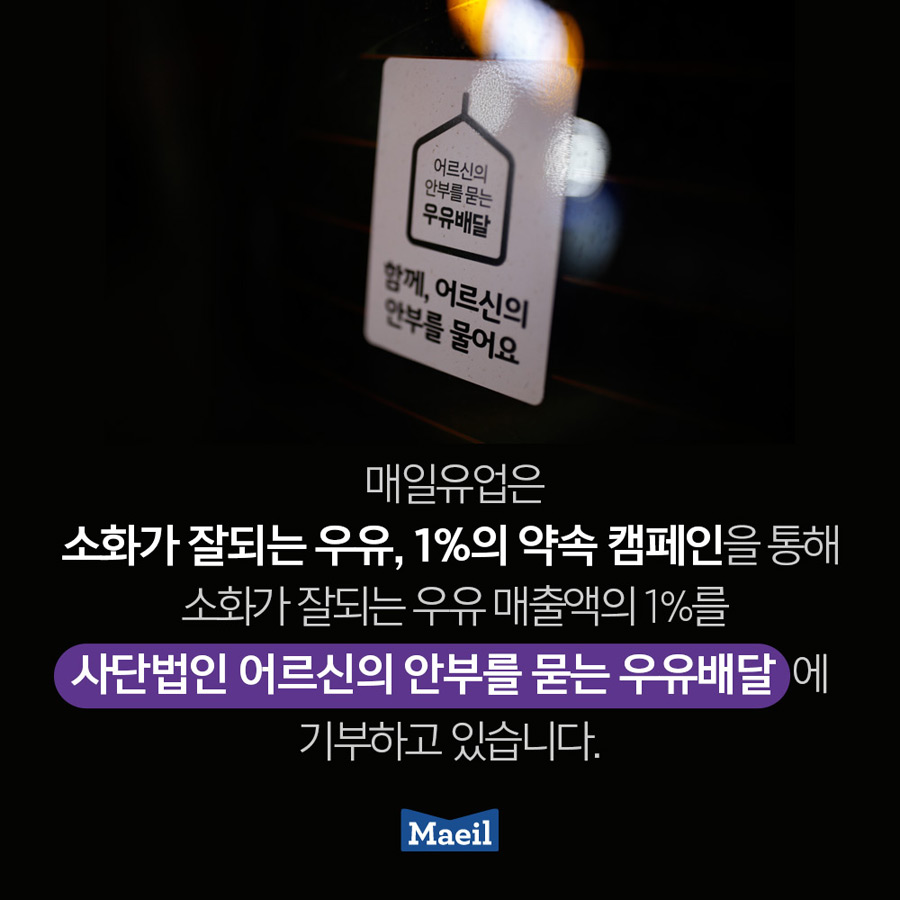 어르신의
안부를 묻는
우유배달
함께, 어르신의
안부를 물어요
매일유업은
소화가 잘되는 우유, 1%의 약속 캠페인을 통해
소화가 잘되는 우유 매출액의 1%를
사단법인 어르신의 안부를 묻는 우유배달에
기부하고 있습니다.
Maeil